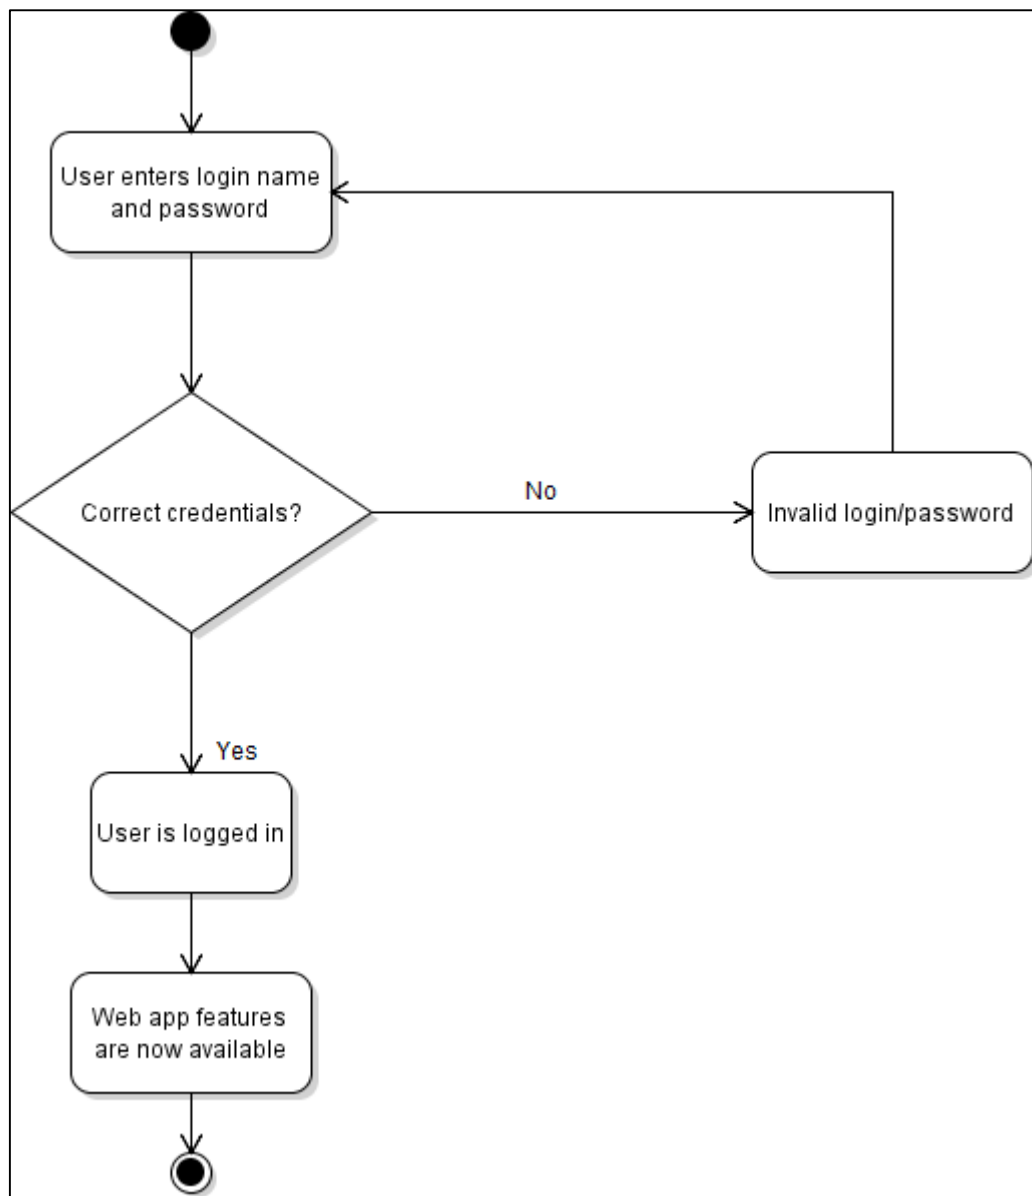 User enters login name
and password
Correct credentials?
No
Invalid login/password
Yes
User is logged in
Web app features
are now available